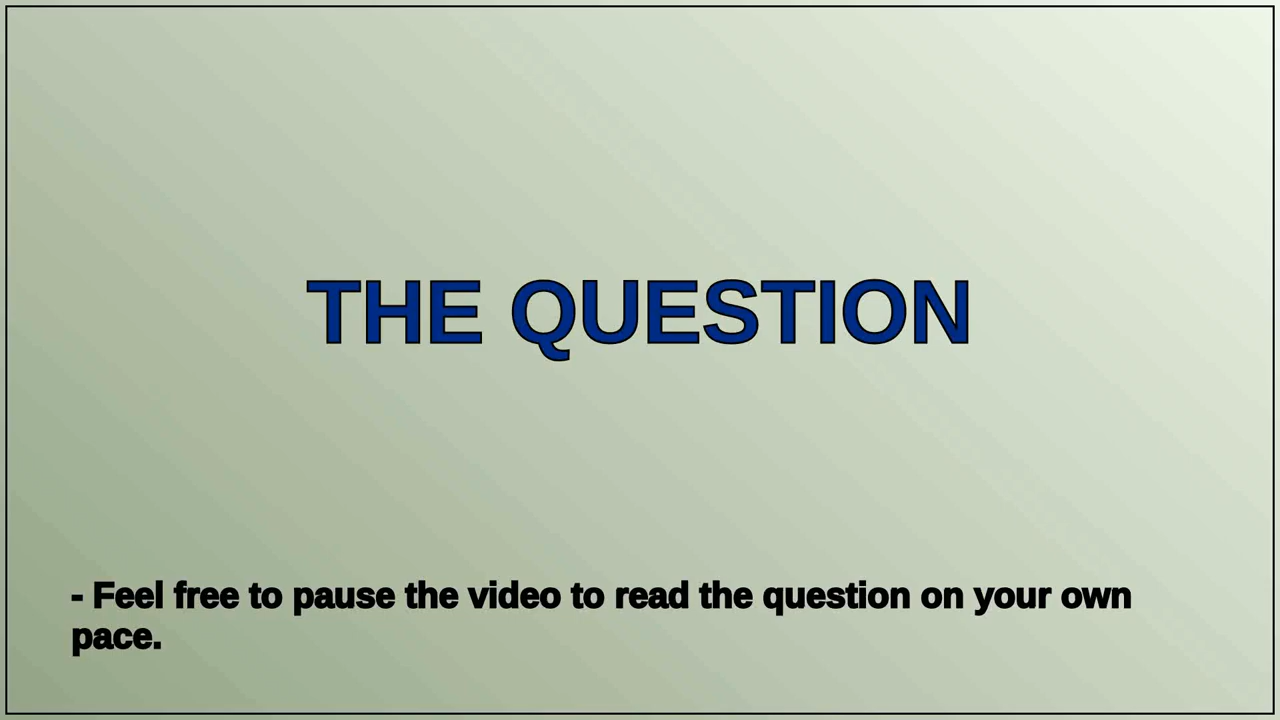 THE QUESTION
- Feel free to pause the video to read the question on your own
pace.